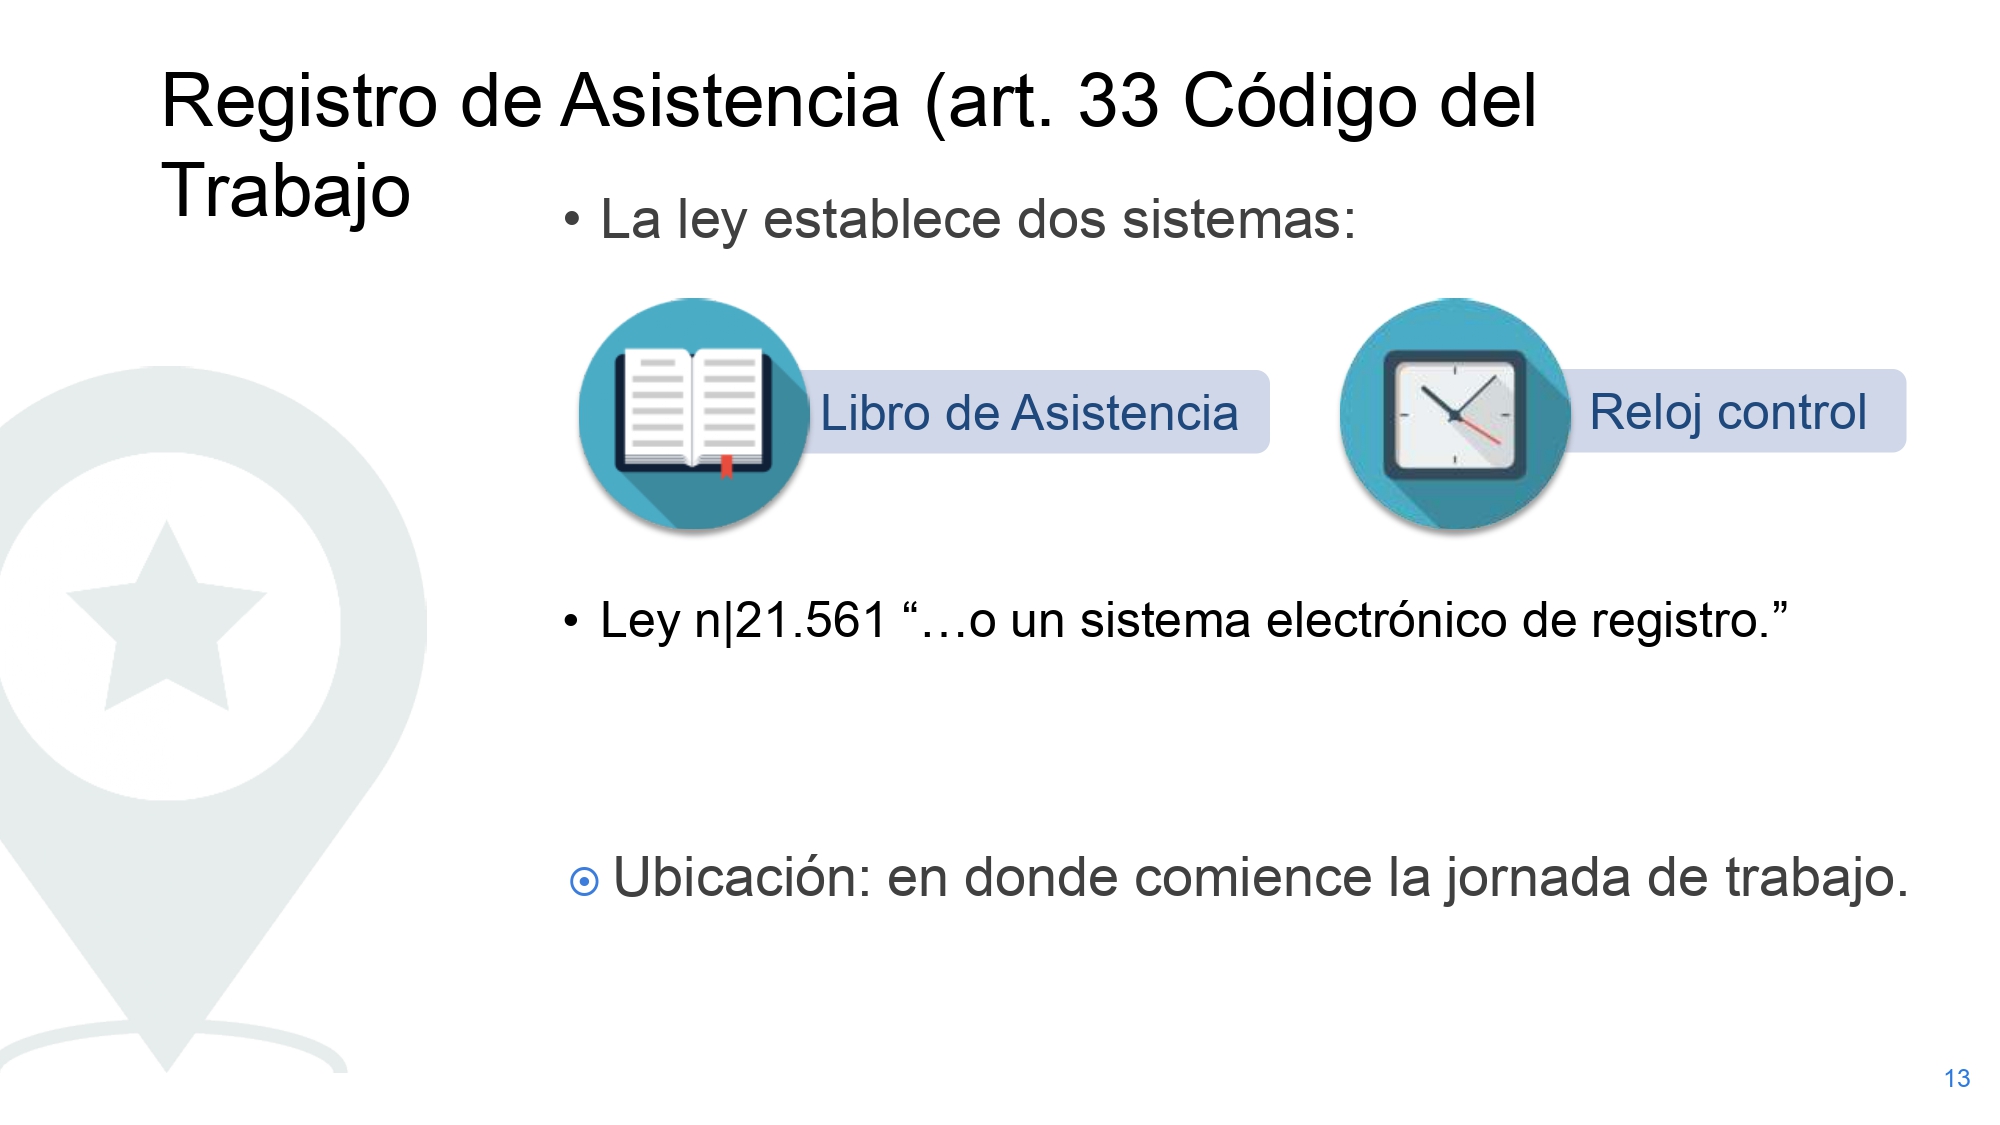 Registro de Asistencia (art. 33 Código del
Trabajo
• La ley establece dos sistemas:
Libro de Asistencia
Reloj control
• Ley n|21.561 “…o un sistema electrónico de registro.”
Ubicación: en donde comience la jornada de trabajo.
13